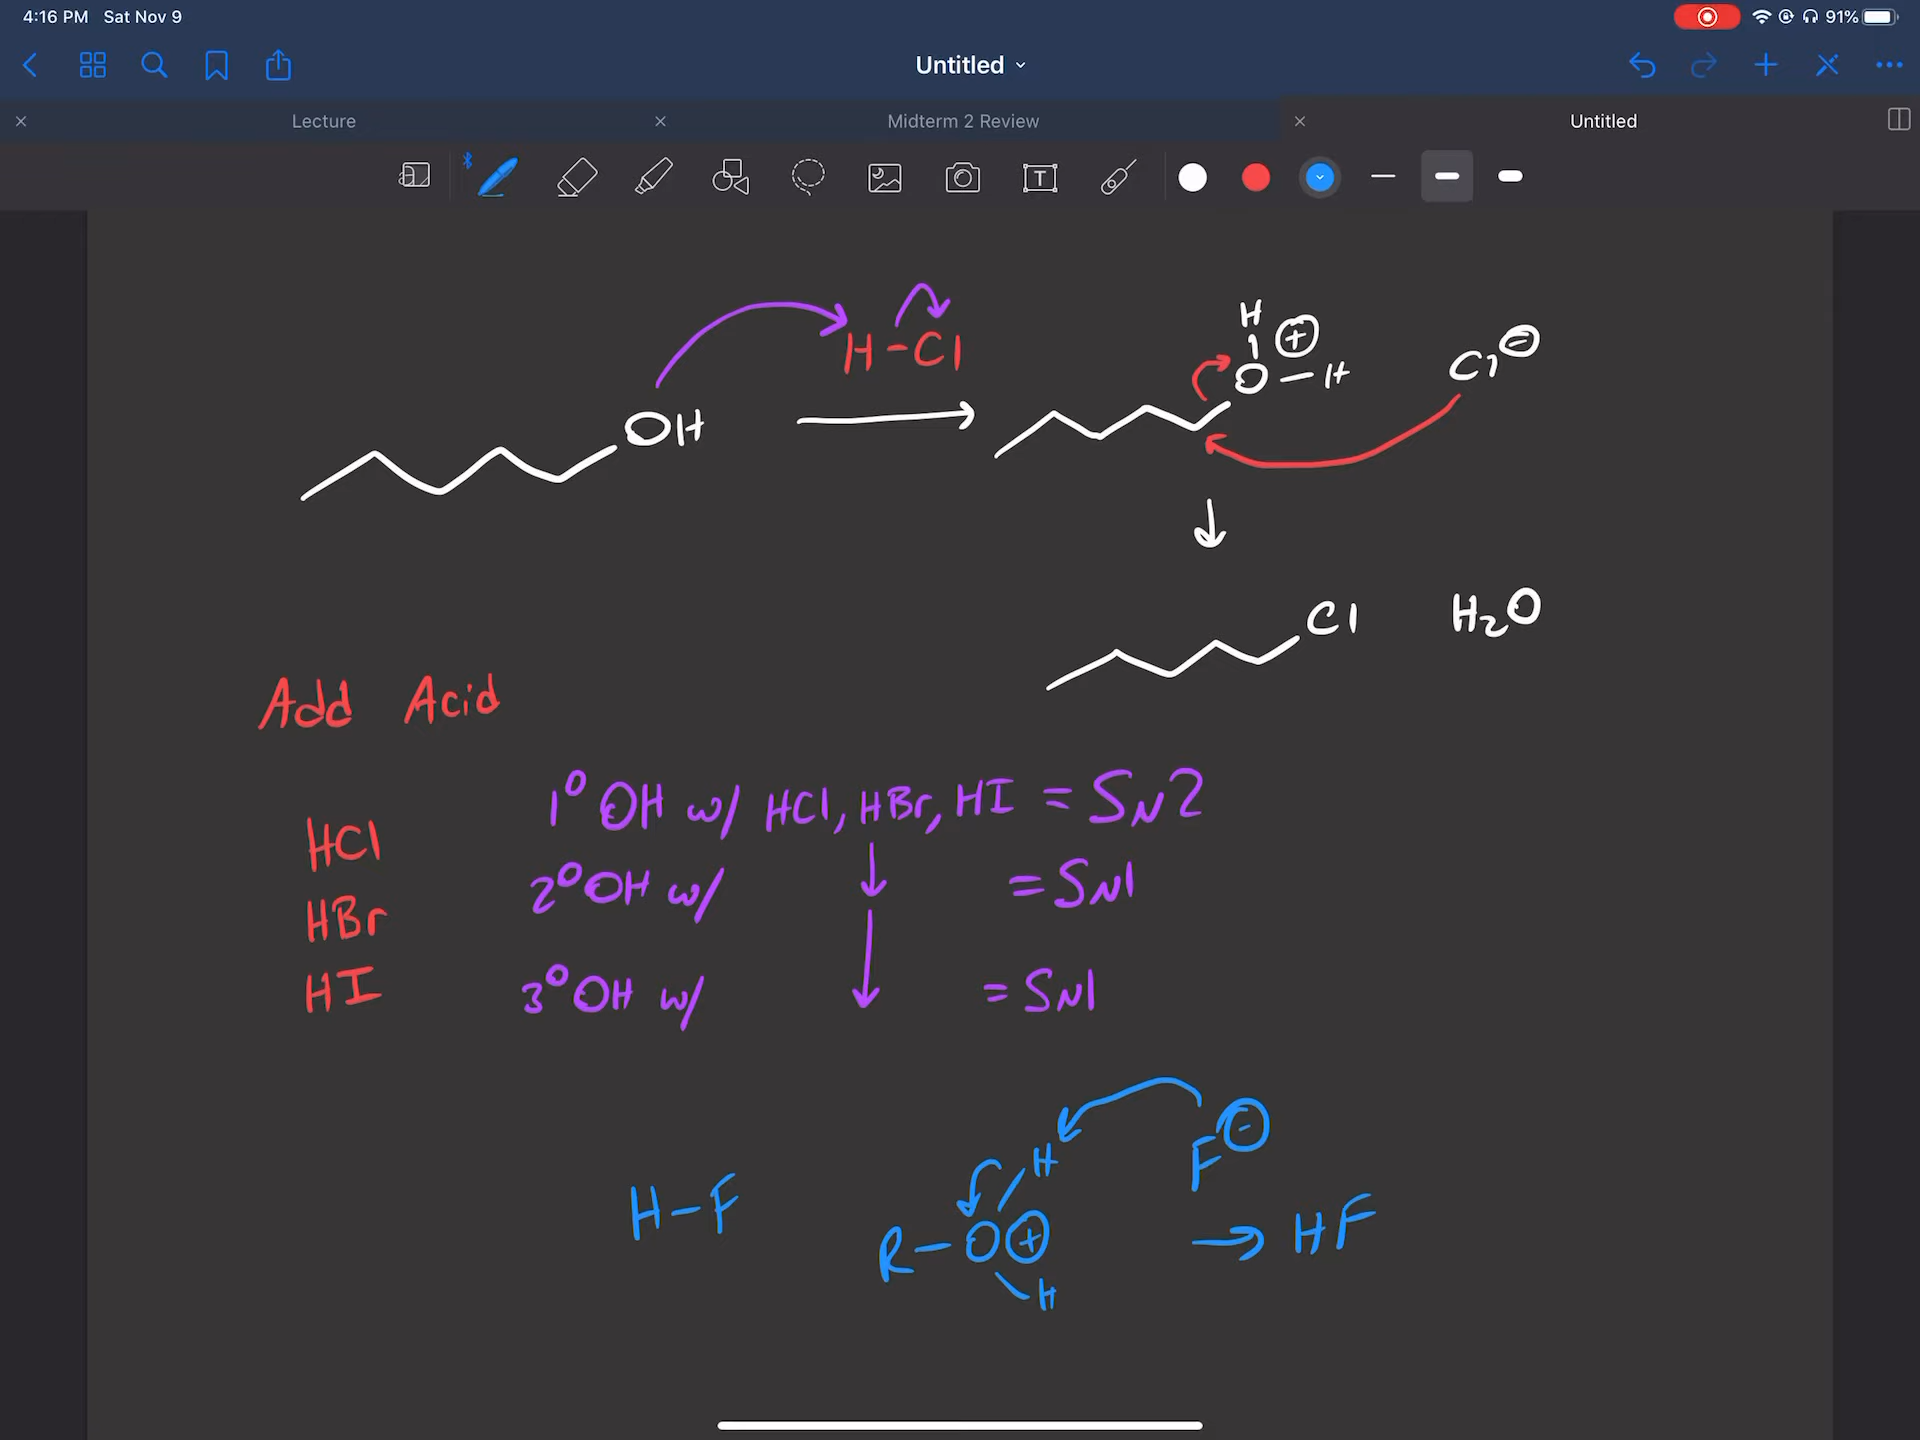 4:16 PM Sat Nov 9
91%
Untitled
Lecture
Midterm 2 Review
Untitled
T
H-Cl
OH
H
⊕
O-H
Cl⊖
Cl
H₂O
Add Acid
1° OH w/ HCl, HBr, HI = SN2
HCl
2° OH w/ = SN1
HBr
3° OH w/ = SN1
HI
F⊖
H
H-F
R-O⊕
→ HF
H